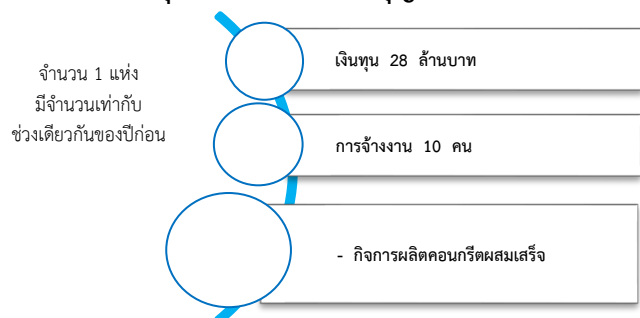 จำนวน 1 แห่ง
มีจำนวนเท่ากับ
ช่วงเดียวกันของปีก่อน
เงินทุน 28 ล้านบาท
การจ้างงาน 10 คน
- กิจการผลิตคอนกรีตผสมเสร็จ